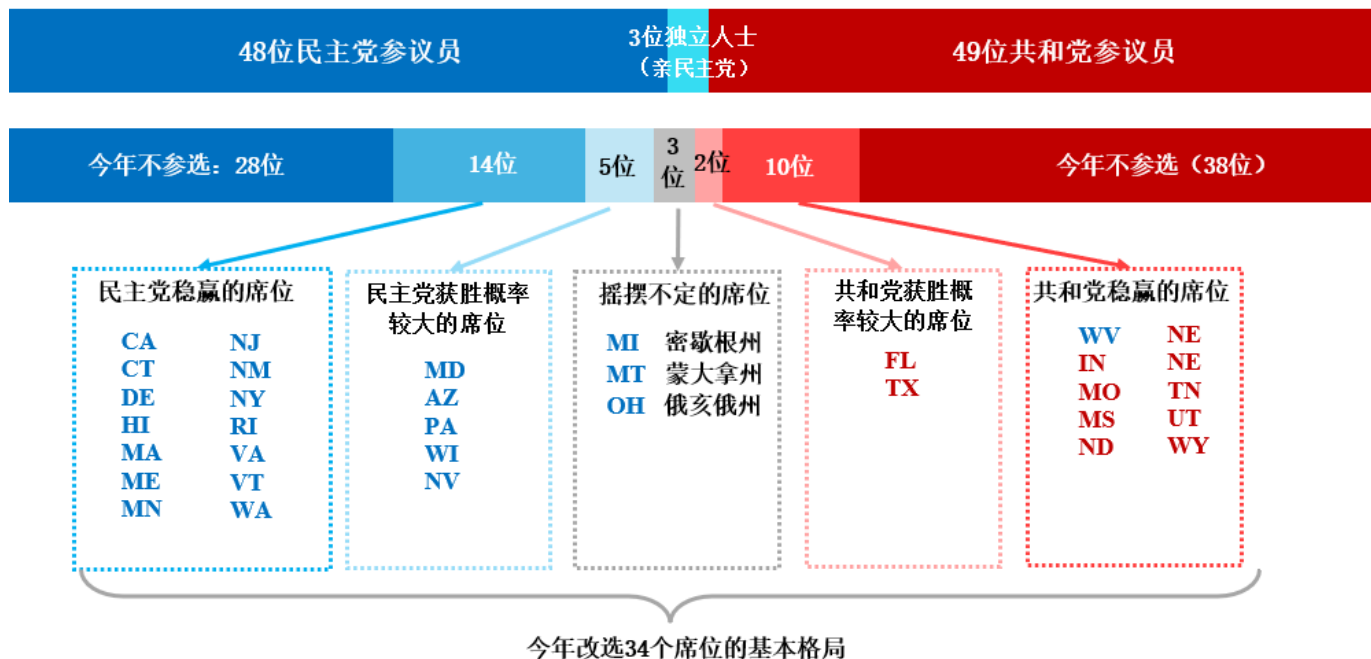 48位民主党参议员
3位独立人士
（亲民主党）
49位共和党参议员
今年不参选：28位
14位
5位
3
位
2位
10位
今年不参选（38位）
民主党稳赢的席位
CA NJ
CT NM
DE NY
HI RI
MA VA
ME VT
MN WA
民主党获胜概率
较大的席位
MD
AZ
PA
WI
NV
摇摆不定的席位
MI 密歇根州
MT 蒙大拿州
OH 俄亥俄州
共和党获胜概
率较大的席位
FL
TX
共和党稳赢的席位
WV NE
IN NE
MO TN
MS UT
ND WY
今年改选34个席位的基本格局